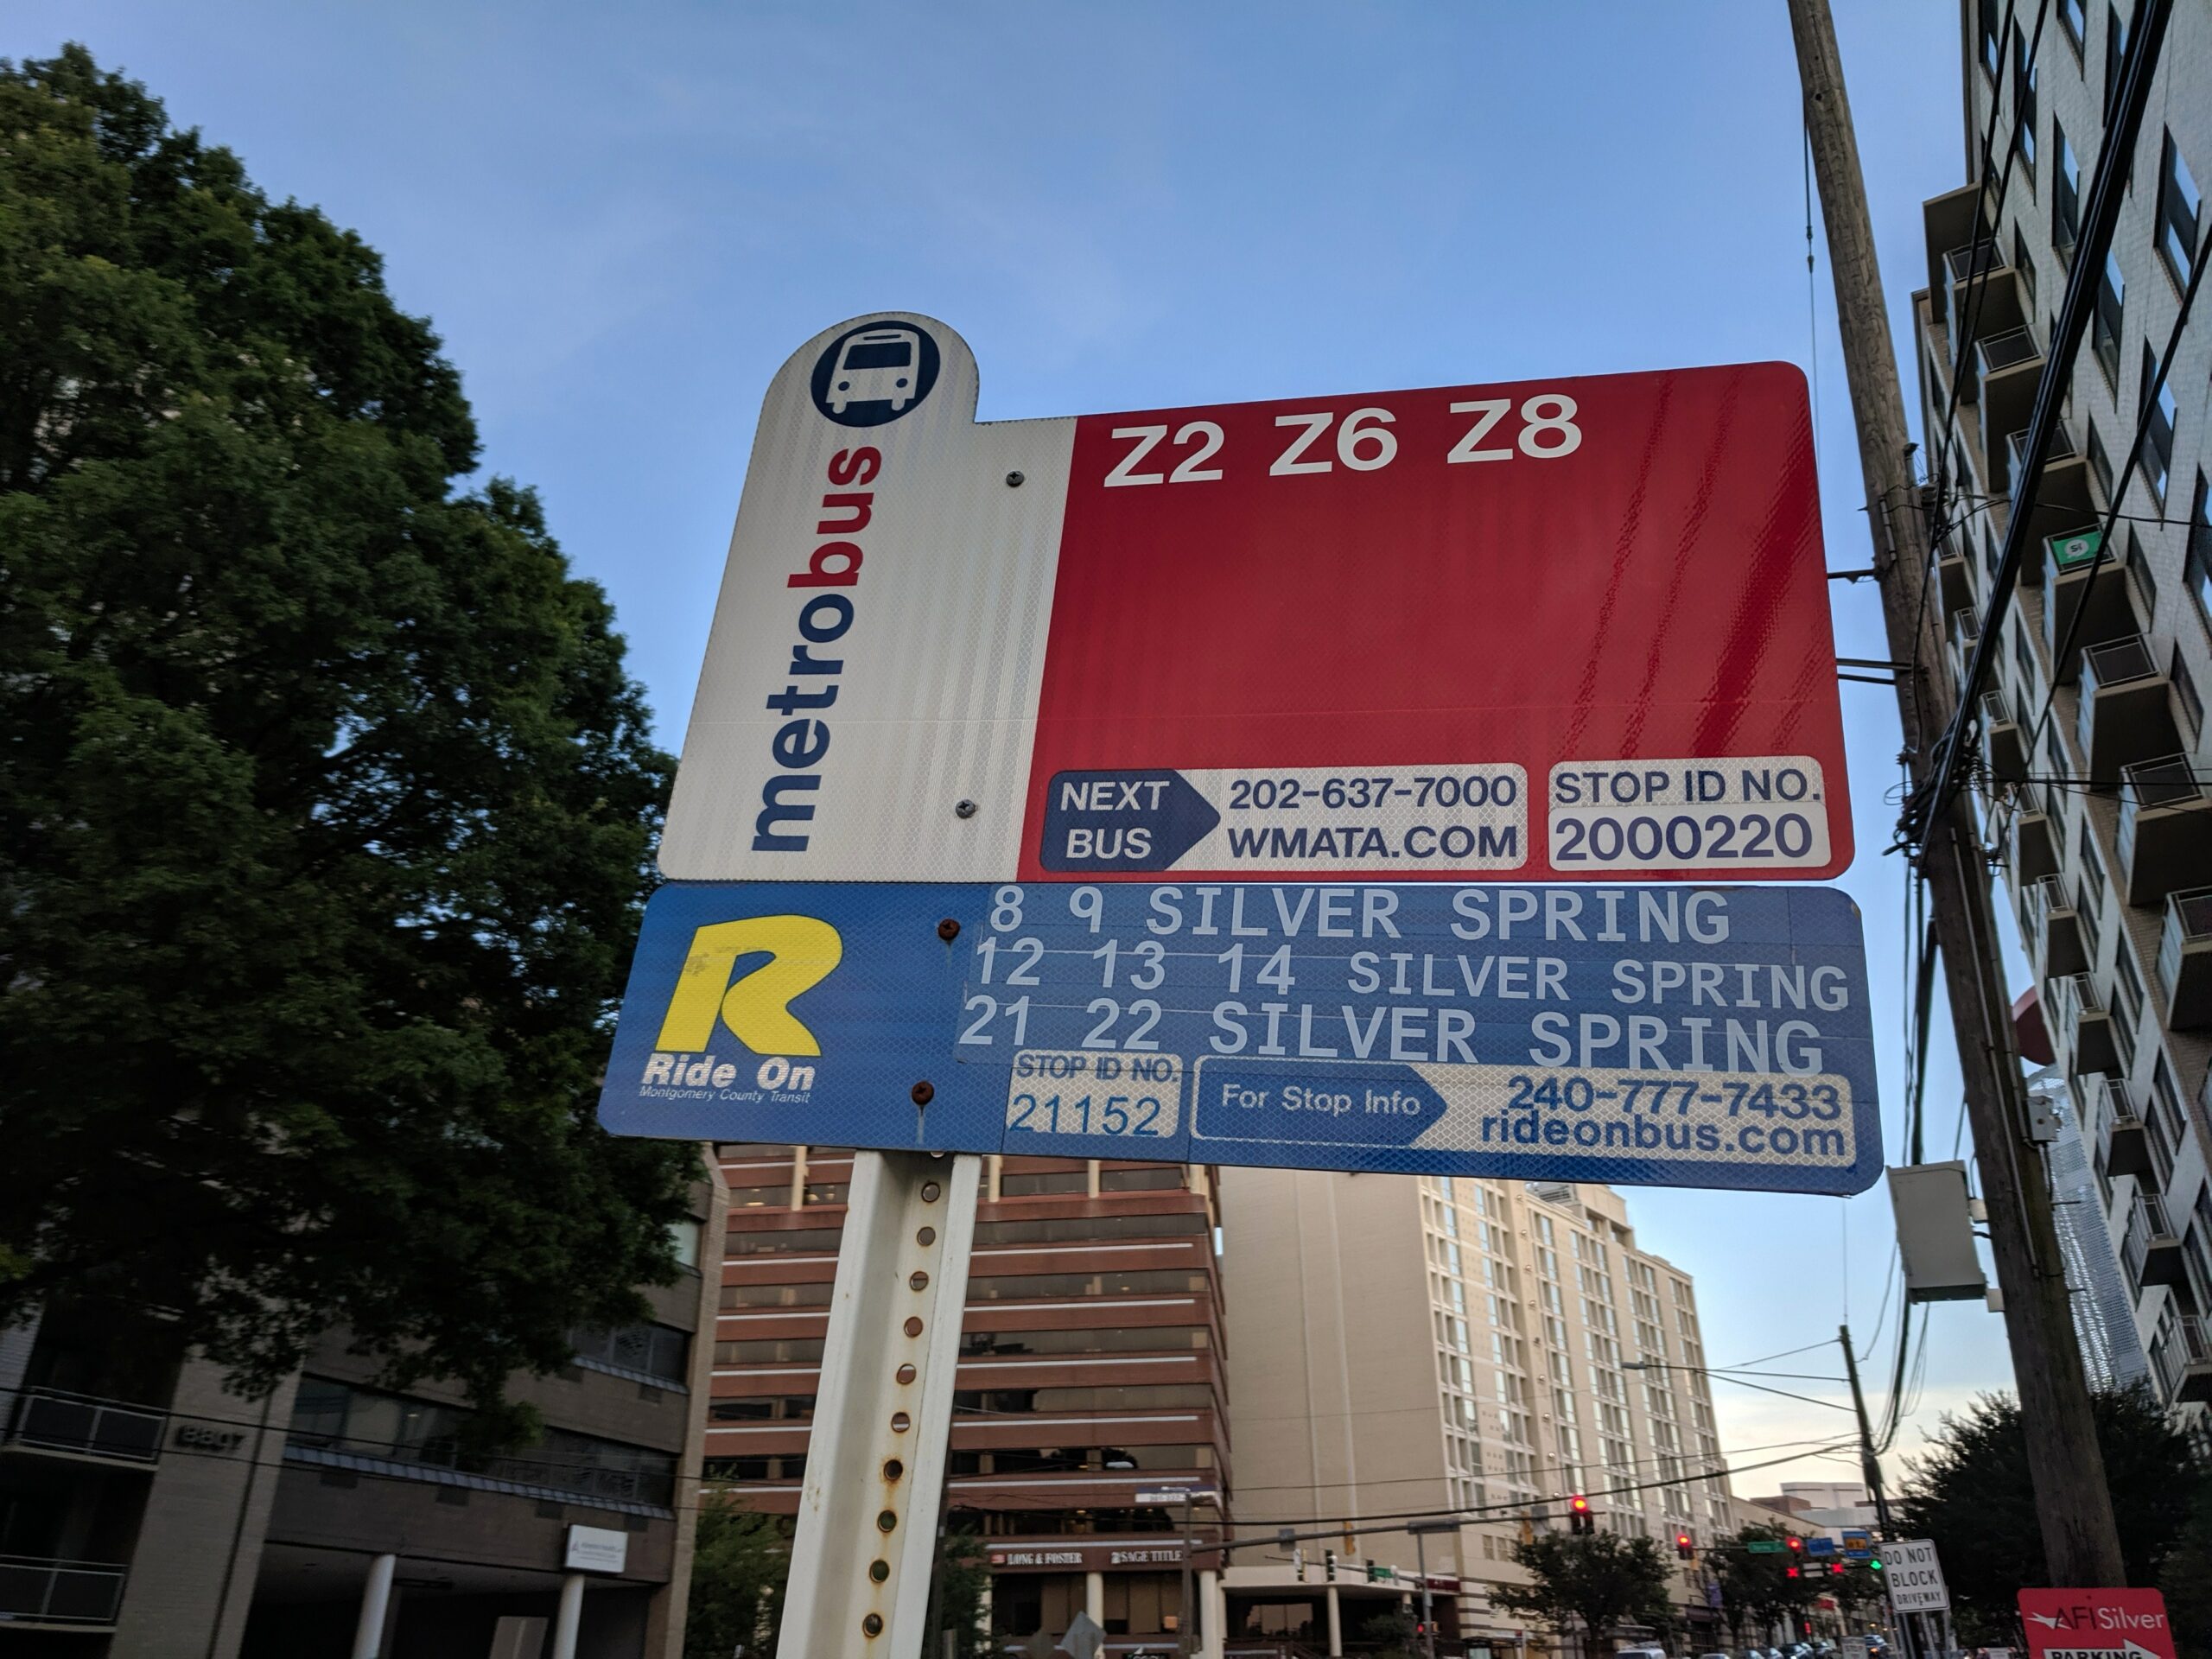 metrobus
Z2 Z6 Z8
NEXT BUS
202-637-7000
WMATA.COM
STOP ID NO.
2000220
Ride On
Montgomery County Transit
8 9 SILVER SPRING
12 13 14 SILVER SPRING
21 22 SILVER SPRING
STOP ID NO.
21152
For Stop Info
240-777-7433
rideonbus.com
8807
LONG & FOSTER
SAGE TITLE
DO NOT
BLOCK
DRIVEWAY
AFI Silver
PARKING